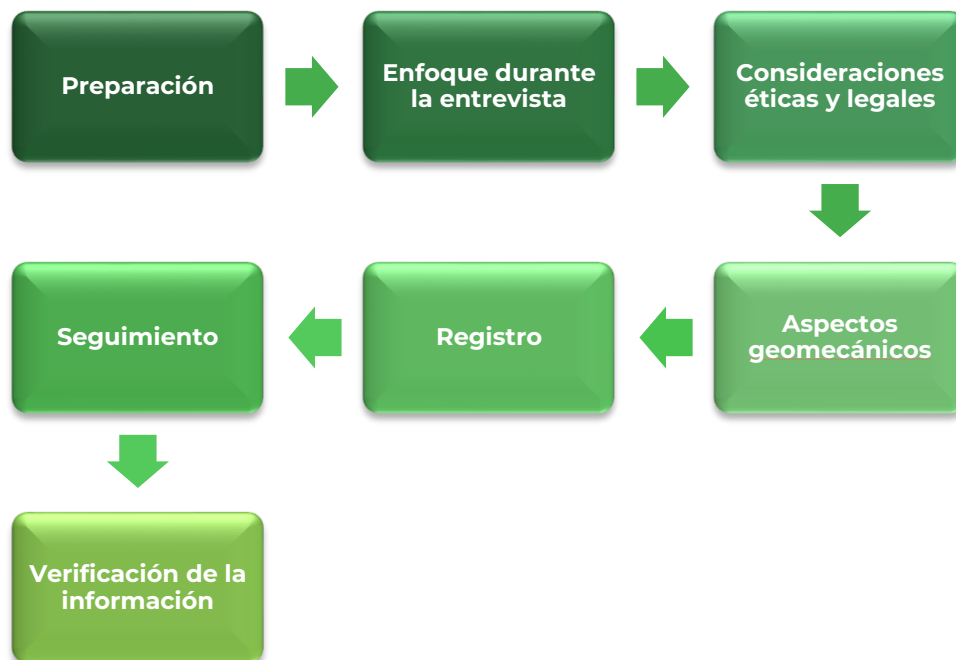 Preparación
Enfoque durante
la entrevista
Consideraciones
éticas y legales
Aspectos
geomecánicos
Registro
Seguimiento
Verificación de la
información